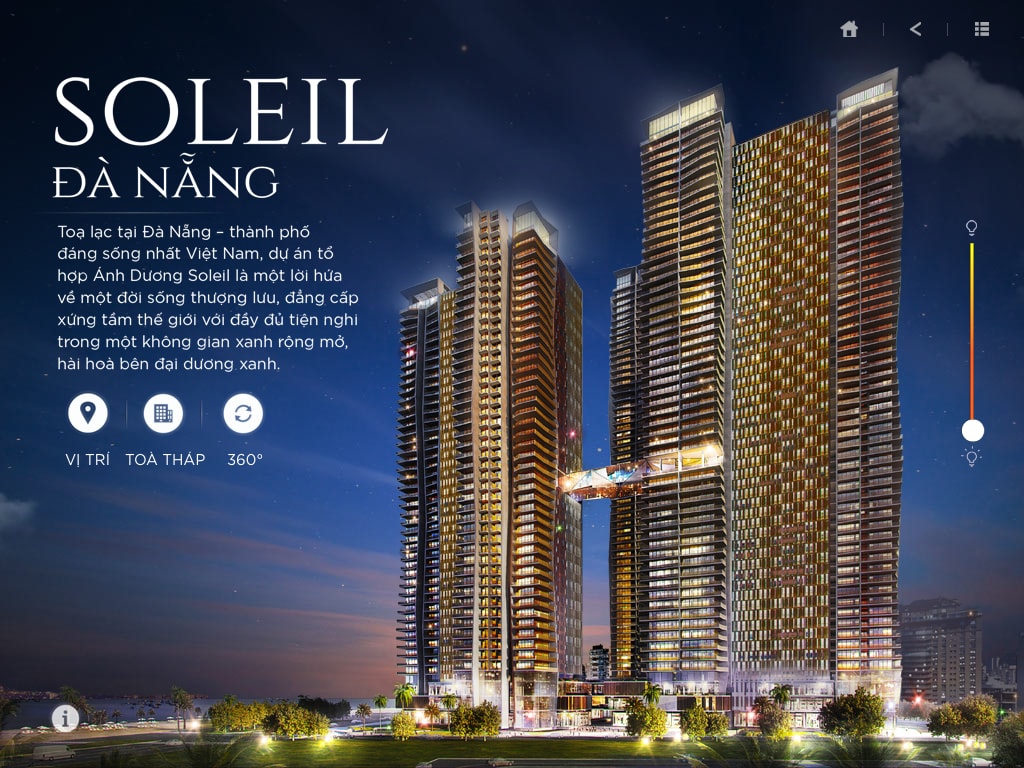 SOLEIL
ĐÀ NẴNG
Toạ lạc tại Đà Nẵng – thành phố
đáng sống nhất Việt Nam, dự án tổ
hợp Ánh Dương Soleil là một lời hứa
về một đời sống thượng lưu, đẳng cấp
xứng tầm thế giới với đầy đủ tiện nghi
trong một không gian xanh rộng mở,
hài hoà bên đại dương xanh.
VỊ TRÍ TOÀ THÁP 360°